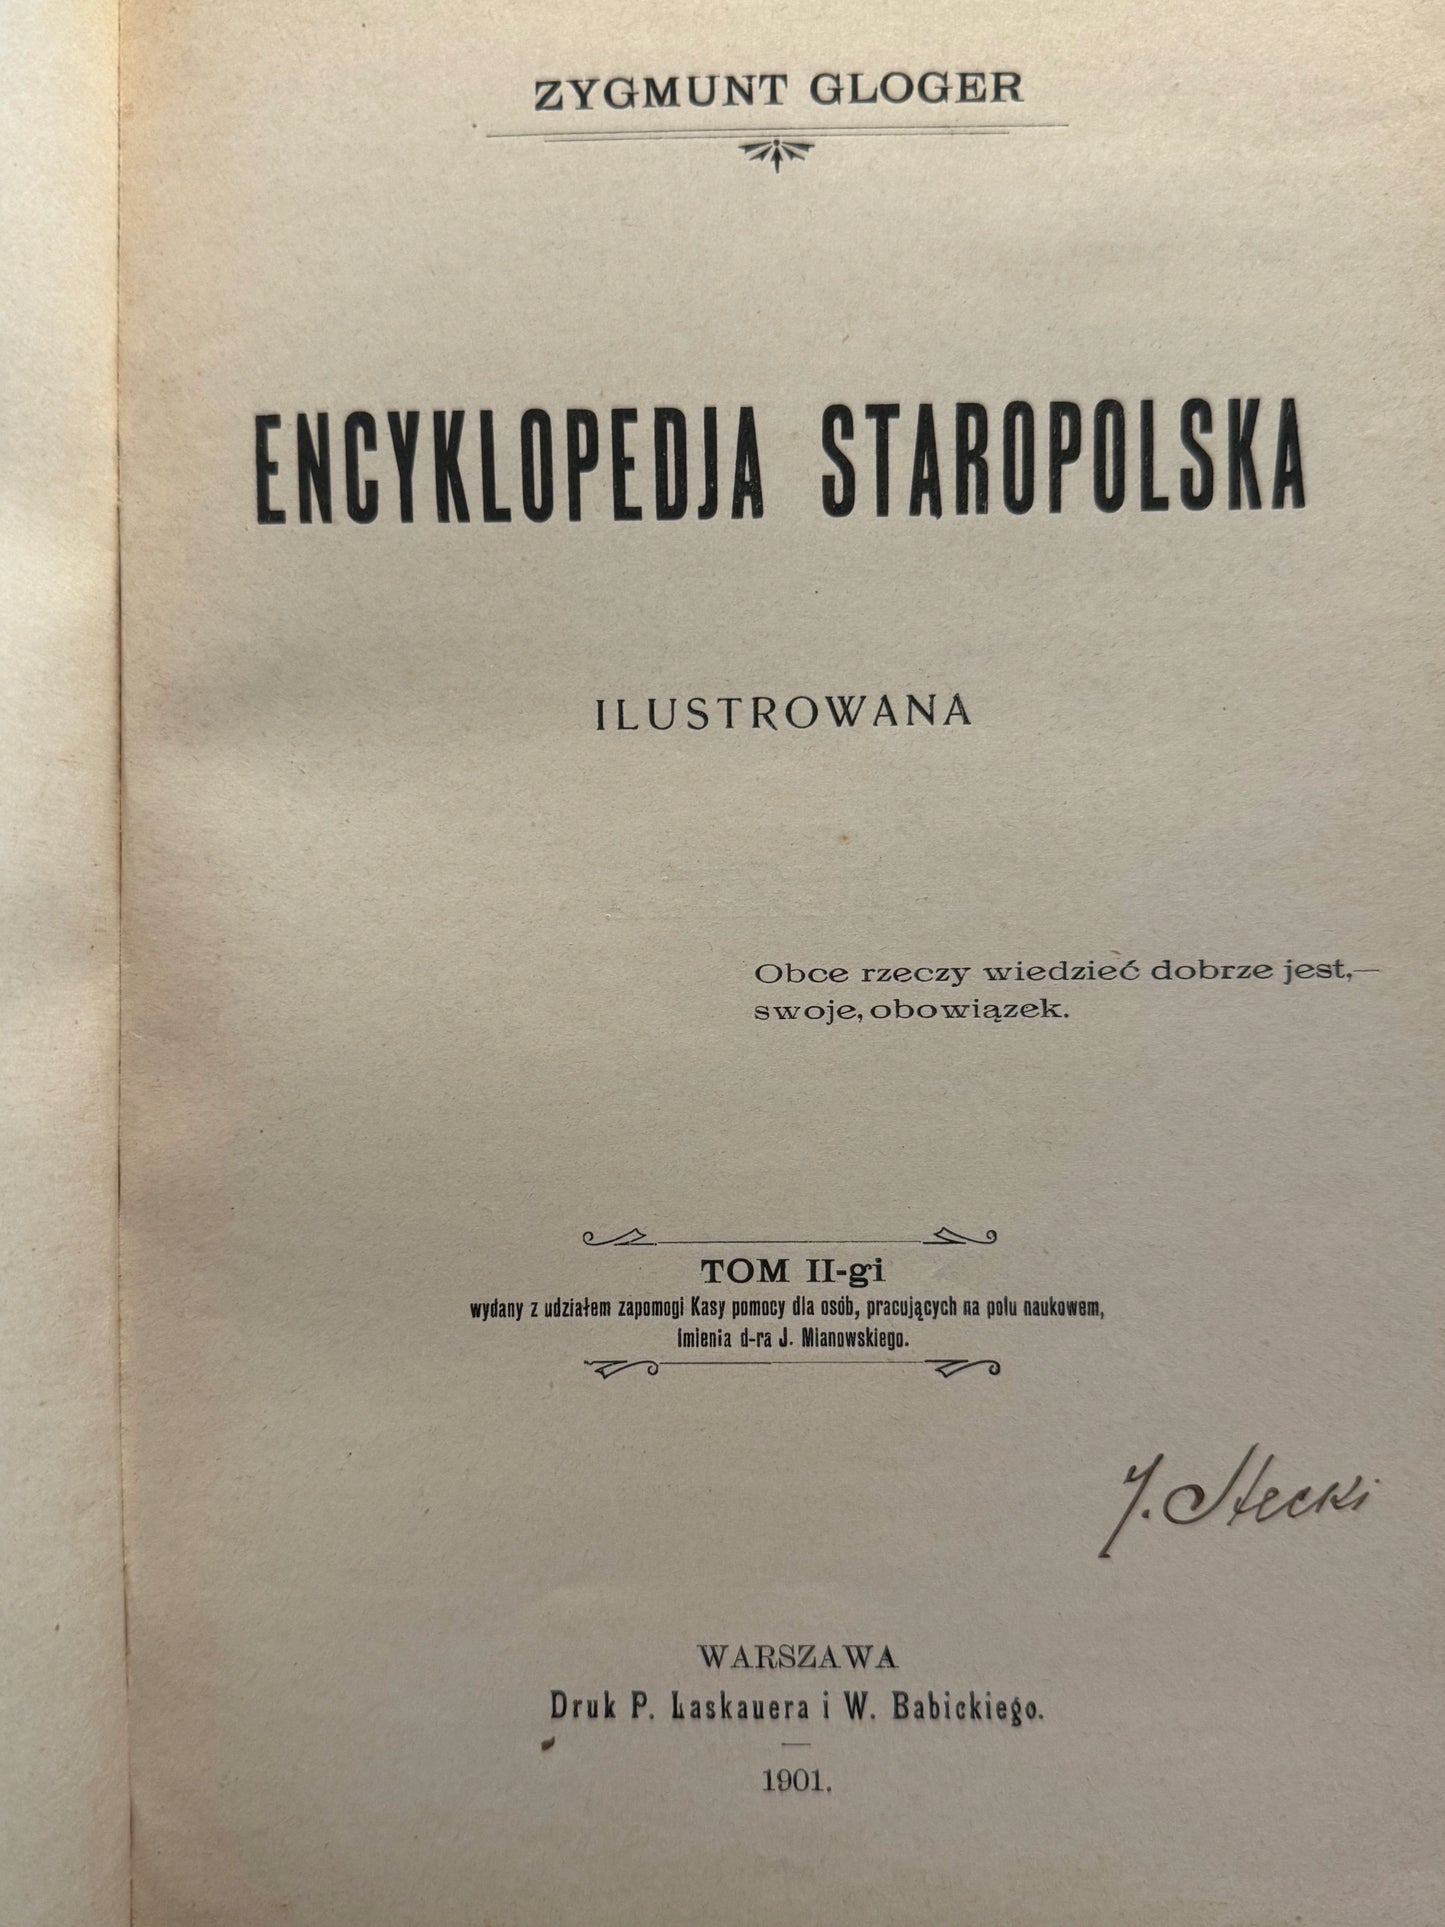 ZYGMUNT GLOGER
ENCYKLOPEDJA STAROPOLSKA
ILUSTROWANA
Obce rzeczy wiedzieć dobrze jest,—
swoje, obowiązek.
TOM II-gi
wydany z udziałem zapomogi Kasy pomocy dla osób, pracujących na polu naukowem,
imienia d-ra J. Mianowskiego.
J. Stecki
WARSZAWA
Druk P. Laskauera i W. Babickiego.
1901.